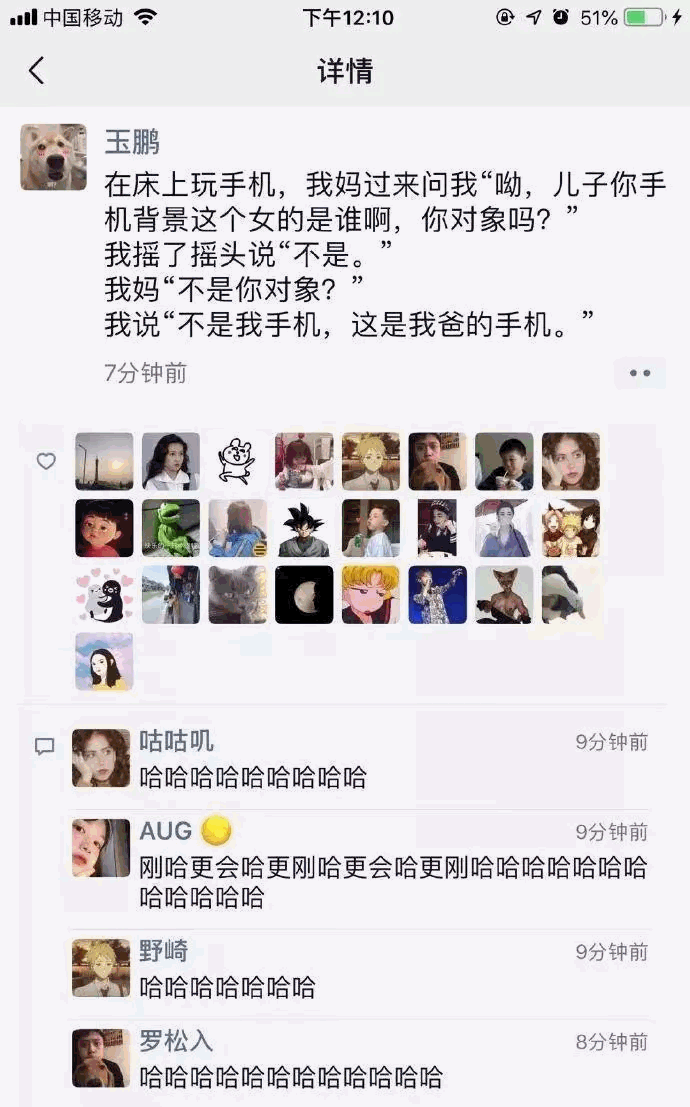 中国移动
下午12:10
51%
详情
玉鹏
在床上玩手机，我妈过来问我“呦，儿子你手
机背景这个女的是谁啊，你对象吗？”
我摇了摇头说“不是。”
我妈“不是你对象？”
我说“不是我手机，这是我爸的手机。”
7分钟前
咕咕叽
9分钟前
哈哈哈哈哈哈哈哈哈
AUG
9分钟前
刚哈更会哈更刚哈更会哈更刚哈哈哈哈哈哈哈
哈哈哈哈哈
野崎
9分钟前
哈哈哈哈哈哈哈
罗松入
8分钟前
哈哈哈哈哈哈哈哈哈哈哈哈